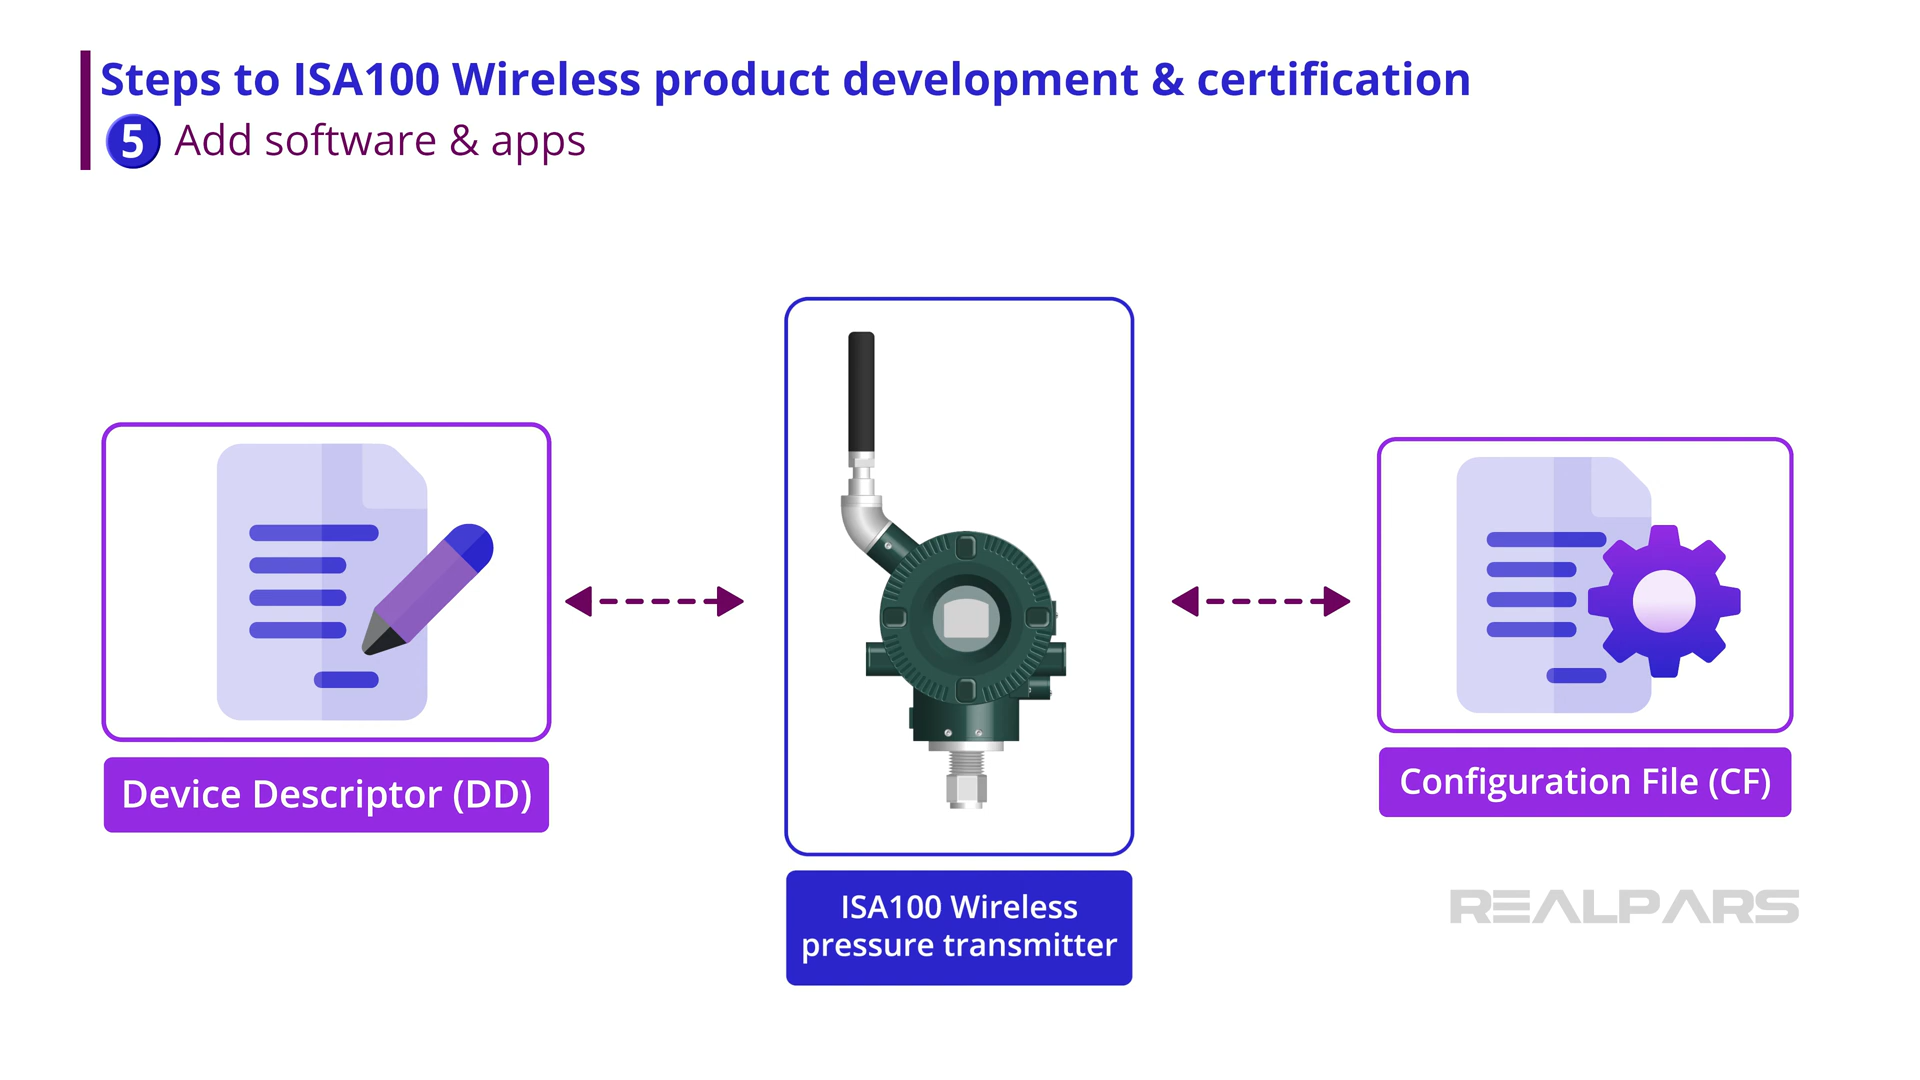 Steps to ISA100 Wireless product development & certification
5 Add software & apps
Device Descriptor (DD)
ISA100 Wireless
pressure transmitter
Configuration File (CF)
REALPARS